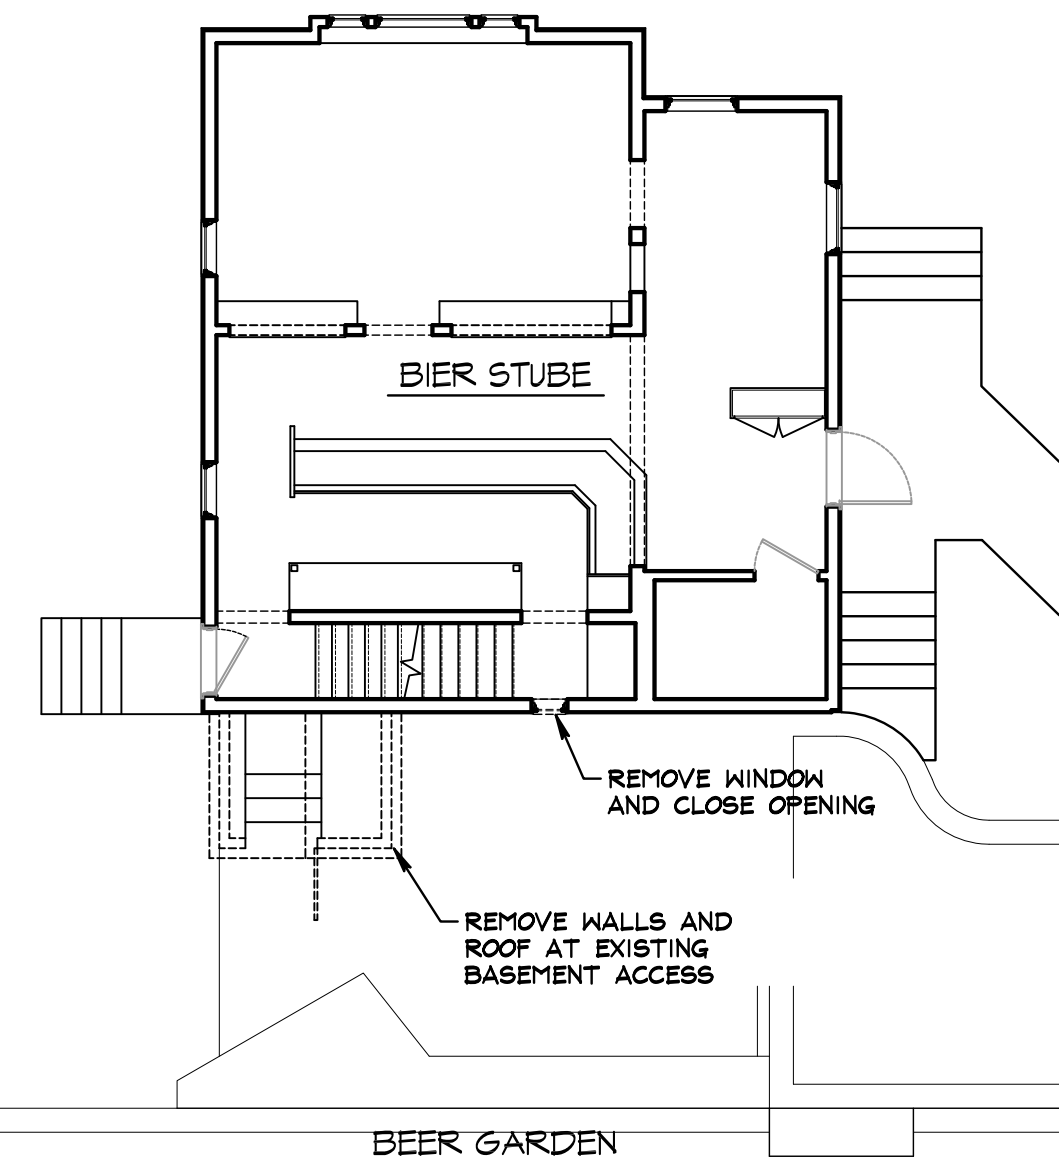 BIER STUBE
REMOVE WINDOW
AND CLOSE OPENING
REMOVE WALLS AND
ROOF AT EXISTING
BASEMENT ACCESS
BEER GARDEN